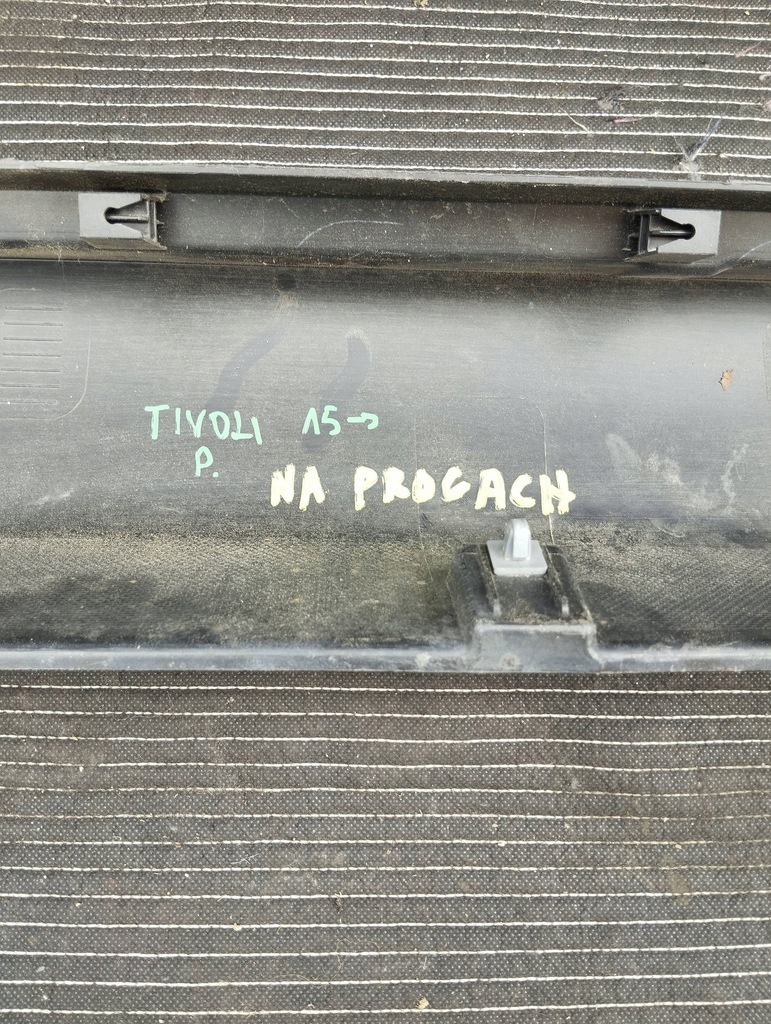 TIVOLI 15→
P.
NA PROGACH